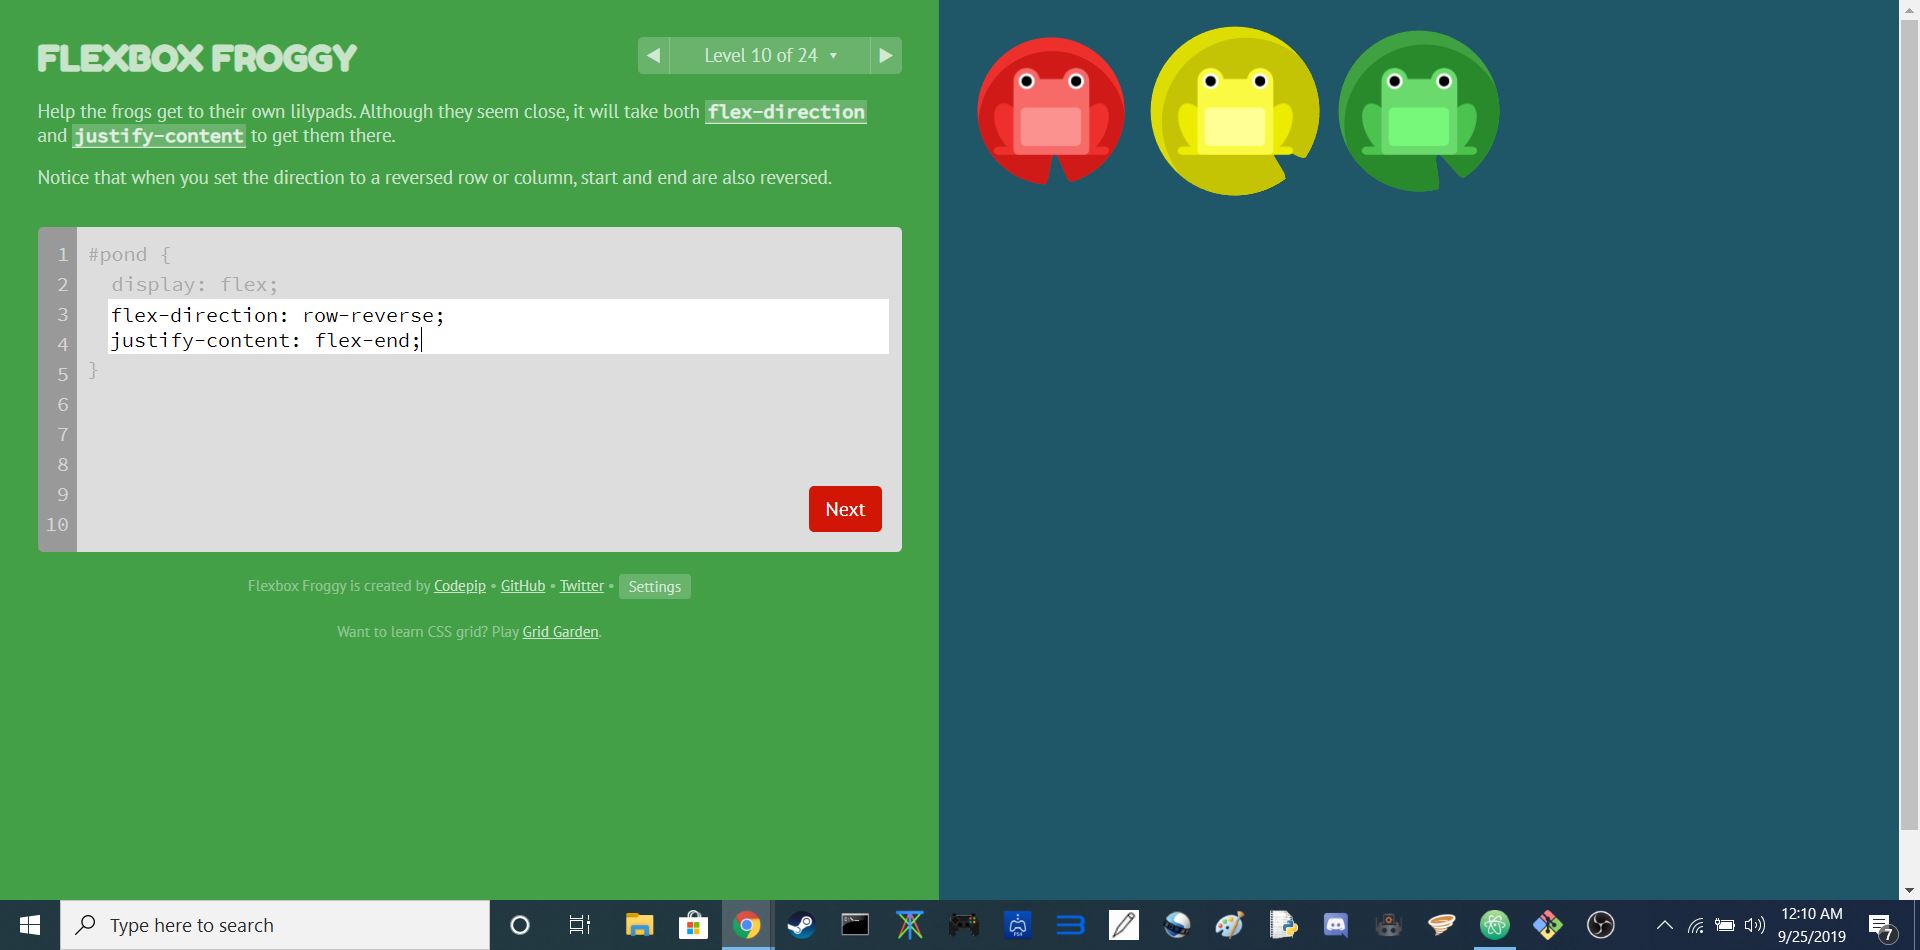 FLEXBOX FROGGY
Level 10 of 24
Help the frogs get to their own lilypads. Although they seem close, it will take both flex-direction
and justify-content to get them there.
Notice that when you set the direction to a reversed row or column, start and end are also reversed.
1 #pond {
2 display: flex;
3 flex-direction: row-reverse;
4 justify-content: flex-end;
5 }
6
7
8
9
10
Next
Flexbox Froggy is created by Codepip • GitHub • Twitter • Settings
Want to learn CSS grid? Play Grid Garden.
Type here to search
12:10 AM
9/25/2019
7